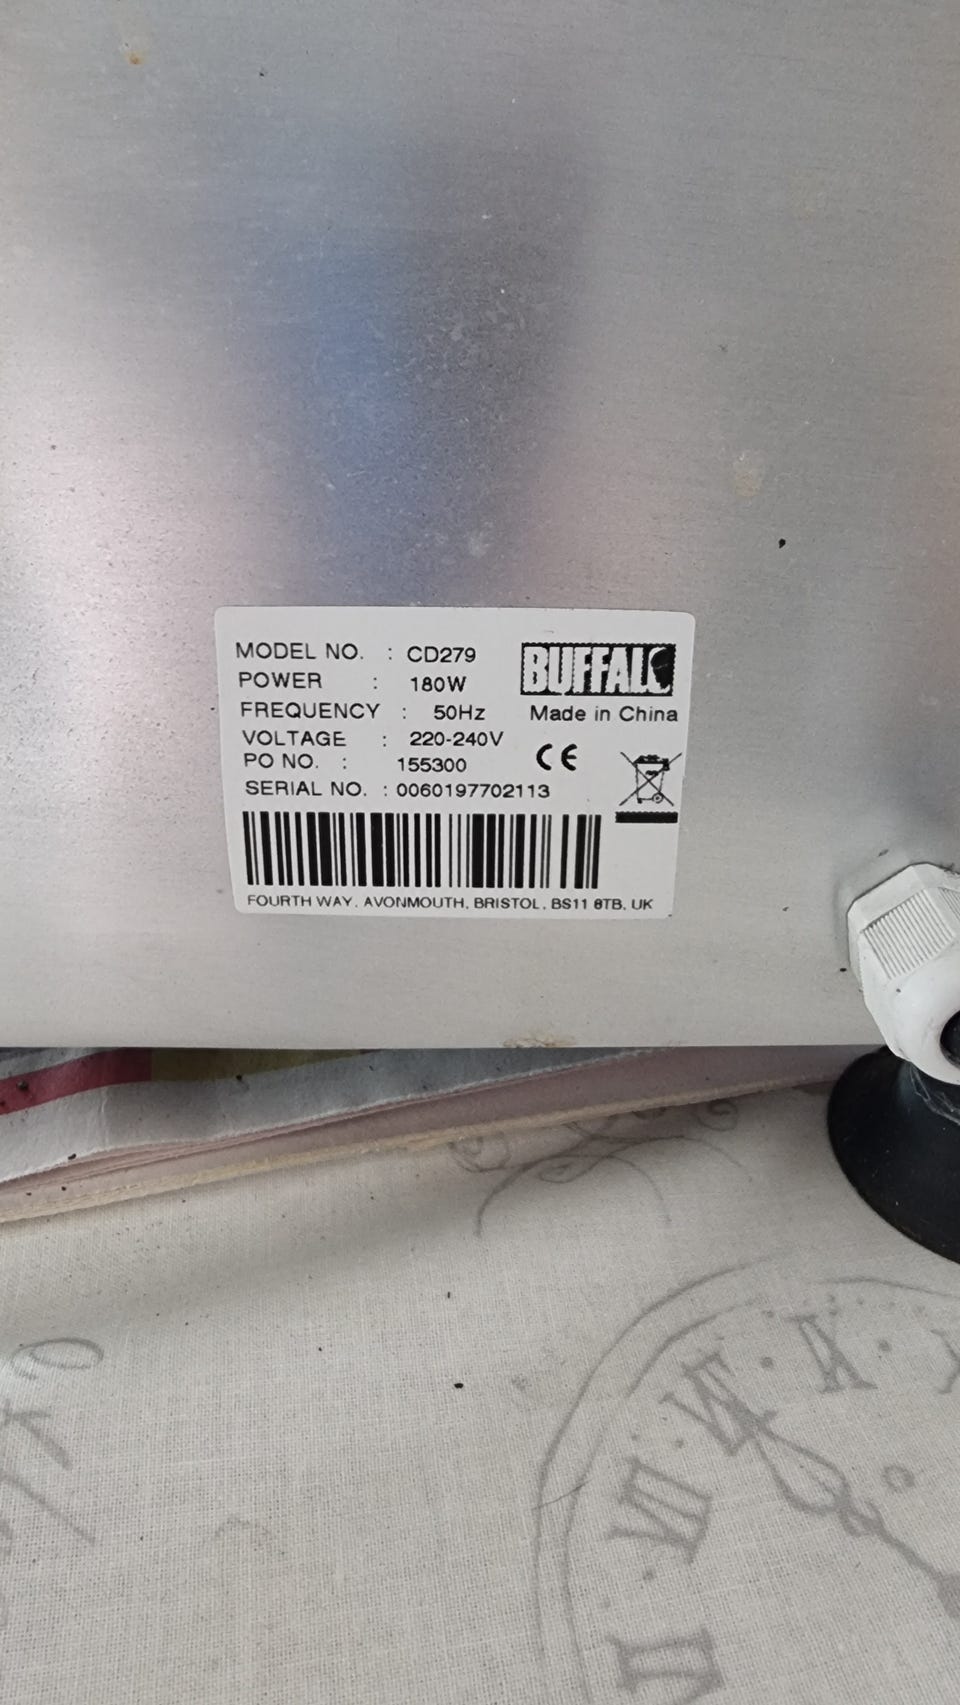 MODEL NO. : CD279
POWER : 180W
FREQUENCY : 50Hz
VOLTAGE : 220-240V
PO NO. : 155300
SERIAL NO. : 0060197702113
BUFFALO
Made in China
CE
FOURTH WAY, AVONMOUTH, BRISTOL, BS11 8TB, UK